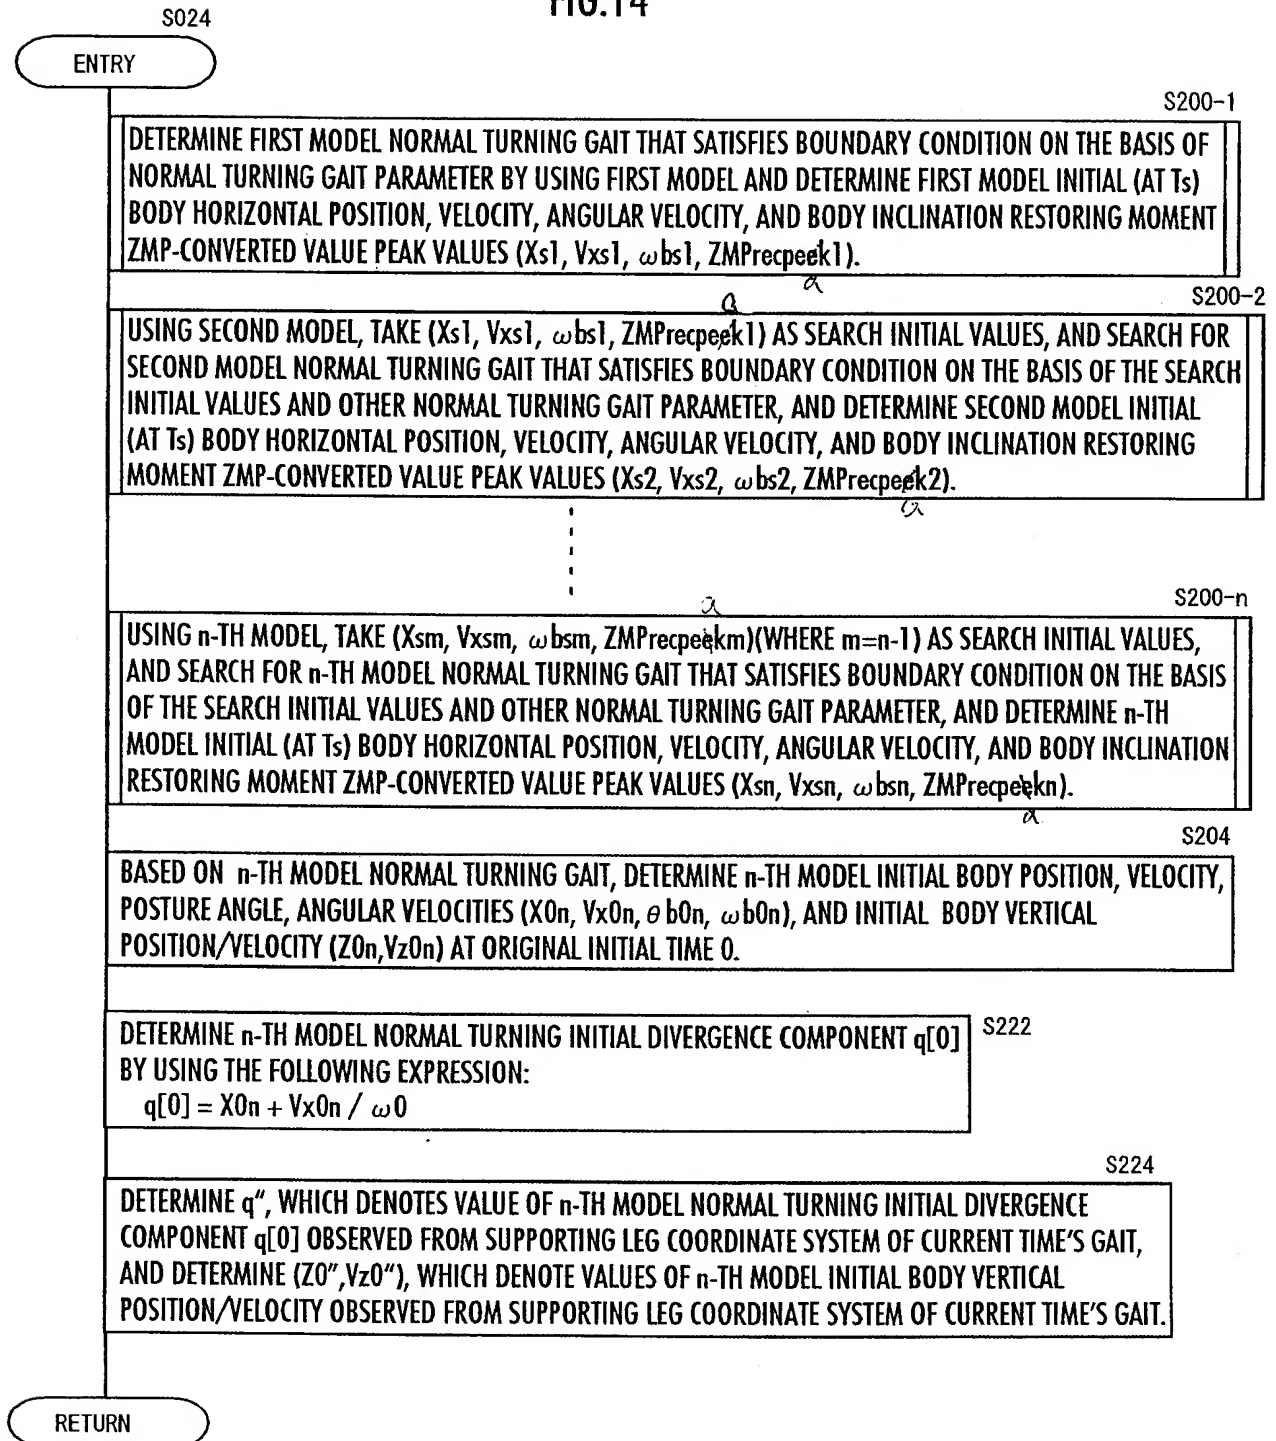 FIG.14
S024
ENTRY
S200-1
DETERMINE FIRST MODEL NORMAL TURNING GAIT THAT SATISFIES BOUNDARY CONDITION ON THE BASIS OF
NORMAL TURNING GAIT PARAMETER BY USING FIRST MODEL AND DETERMINE FIRST MODEL INITIAL (AT Ts)
BODY HORIZONTAL POSITION, VELOCITY, ANGULAR VELOCITY, AND BODY INCLINATION RESTORING MOMENT
ZMP-CONVERTED VALUE PEAK VALUES (Xs1, Vxs1, ωbs1, ZMPrecpeek1).
a
S200-2
a
USING SECOND MODEL, TAKE (Xs1, Vxs1, ωbs1, ZMPrecpeek1) AS SEARCH INITIAL VALUES, AND SEARCH FOR
SECOND MODEL NORMAL TURNING GAIT THAT SATISFIES BOUNDARY CONDITION ON THE BASIS OF THE SEARCH
INITIAL VALUES AND OTHER NORMAL TURNING GAIT PARAMETER, AND DETERMINE SECOND MODEL INITIAL
(AT Ts) BODY HORIZONTAL POSITION, VELOCITY, ANGULAR VELOCITY, AND BODY INCLINATION RESTORING
MOMENT ZMP-CONVERTED VALUE PEAK VALUES (Xs2, Vxs2, ωbs2, ZMPrecpeek2).
a
S200-n
a
USING n-TH MODEL, TAKE (Xsm, Vxsm, ωbsm, ZMPrecpeekm)(WHERE m=n-1) AS SEARCH INITIAL VALUES,
AND SEARCH FOR n-TH MODEL NORMAL TURNING GAIT THAT SATISFIES BOUNDARY CONDITION ON THE BASIS
OF THE SEARCH INITIAL VALUES AND OTHER NORMAL TURNING GAIT PARAMETER, AND DETERMINE n-TH
MODEL INITIAL (AT Ts) BODY HORIZONTAL POSITION, VELOCITY, ANGULAR VELOCITY, AND BODY INCLINATION
RESTORING MOMENT ZMP-CONVERTED VALUE PEAK VALUES (Xsn, Vxsn, ωbsn, ZMPrecpeekn).
a
S204
BASED ON n-TH MODEL NORMAL TURNING GAIT, DETERMINE n-TH MODEL INITIAL BODY POSITION, VELOCITY,
POSTURE ANGLE, ANGULAR VELOCITIES (X0n, Vx0n, θb0n, ωb0n), AND INITIAL BODY VERTICAL
POSITION/VELOCITY (Z0n,Vz0n) AT ORIGINAL INITIAL TIME 0.
DETERMINE n-TH MODEL NORMAL TURNING INITIAL DIVERGENCE COMPONENT q[0] S222
BY USING THE FOLLOWING EXPRESSION:
q[0] = X0n + Vx0n / ω0
S224
DETERMINE q", WHICH DENOTES VALUE OF n-TH MODEL NORMAL TURNING INITIAL DIVERGENCE
COMPONENT q[0] OBSERVED FROM SUPPORTING LEG COORDINATE SYSTEM OF CURRENT TIME'S GAIT,
AND DETERMINE (Z0",Vz0"), WHICH DENOTE VALUES OF n-TH MODEL INITIAL BODY VERTICAL
POSITION/VELOCITY OBSERVED FROM SUPPORTING LEG COORDINATE SYSTEM OF CURRENT TIME'S GAIT.
RETURN